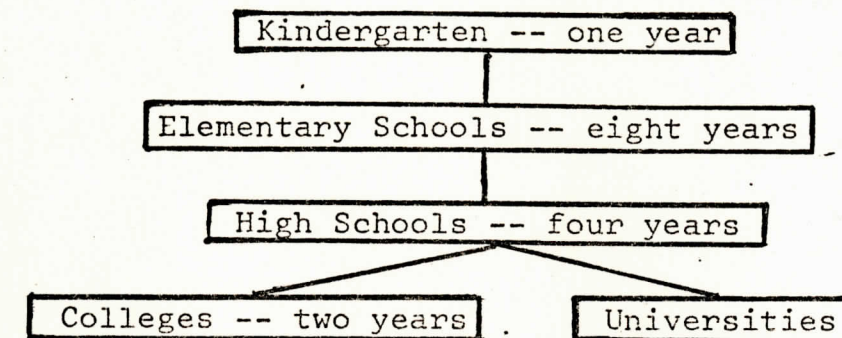 Kindergarten -- one year
Elementary Schools -- eight years
High Schools -- four years
Colleges -- two years
Universities